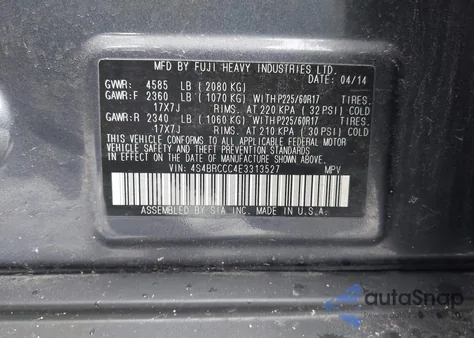 MFD BY FUJI HEAVY INDUSTRIES LTD.
DATE: 04/14
GVWR: 4585 LB (2080 KG)
GAWR:F 2360 LB (1070 KG) WITH P225/60R17 TIRES.
17X7J RIMS. AT 220 KPA (32 PSI) COLD
GAWR:R 2340 LB (1060 KG) WITH P225/60R17 TIRES.
17X7J RIMS. AT 210 KPA (30 PSI) COLD
THIS VEHICLE CONFORMS TO ALL APPLICABLE FEDERAL MOTOR
VEHICLE SAFETY, BUMPER AND THEFT PREVENTION STANDARDS
IN EFFECT ON THE DATE OF MANUFACTURE SHOWN ABOVE.
VIN: 4S4BRCCC4E3313527 MPV
ASSEMBLED BY SIA INC. MADE IN U.S.A.
autoSnap